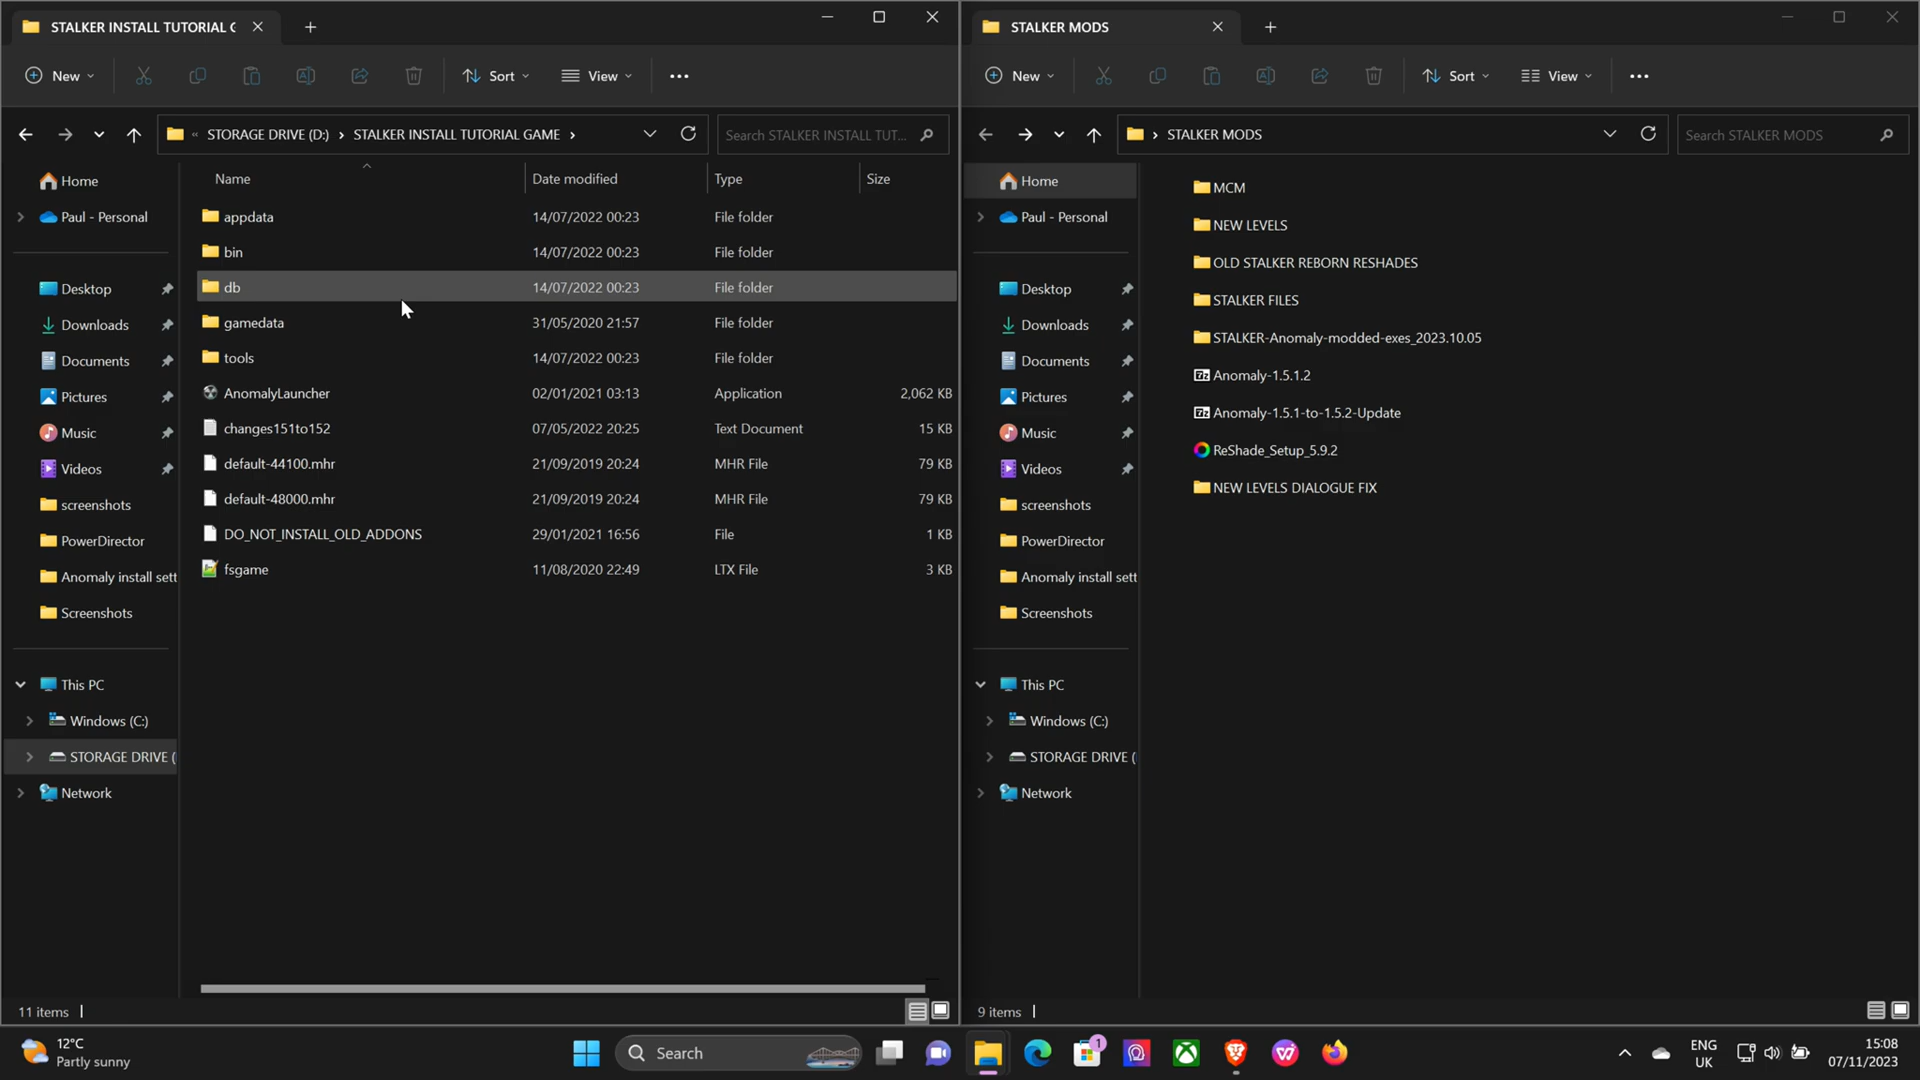 STALKER INSTALL TUTORIAL G
New
Sort
View
« STORAGE DRIVE (D:) › STALKER INSTALL TUTORIAL GAME ›
Search STALKER INSTALL TUT...
Home
Paul - Personal
Desktop
Downloads
Documents
Pictures
Music
Videos
screenshots
PowerDirector
Anomaly install sett
Screenshots
This PC
Windows (C:)
STORAGE DRIVE (
Network
Name Date modified Type Size
appdata 14/07/2022 00:23 File folder
bin 14/07/2022 00:23 File folder
db 14/07/2022 00:23 File folder
gamedata 31/05/2020 21:57 File folder
tools 14/07/2022 00:23 File folder
AnomalyLauncher 02/01/2021 03:13 Application 2,062 KB
changes151to152 07/05/2022 20:25 Text Document 15 KB
default-44100.mhr 21/09/2019 20:24 MHR File 79 KB
default-48000.mhr 21/09/2019 20:24 MHR File 79 KB
DO_NOT_INSTALL_OLD_ADDONS 29/01/2021 16:56 File 1 KB
fsgame 11/08/2020 22:49 LTX File 3 KB
11 items
STALKER MODS
New
Sort
View
› STALKER MODS
Search STALKER MODS
Home
Paul - Personal
Desktop
Downloads
Documents
Pictures
Music
Videos
screenshots
PowerDirector
Anomaly install sett
Screenshots
This PC
Windows (C:)
STORAGE DRIVE (
Network
MCM
NEW LEVELS
OLD STALKER REBORN RESHADES
STALKER FILES
STALKER-Anomaly-modded-exes_2023.10.05
Anomaly-1.5.1.2
Anomaly-1.5.1-to-1.5.2-Update
ReShade_Setup_5.9.2
NEW LEVELS DIALOGUE FIX
9 items
12°C
Partly sunny
Search
1
ENG
UK
15:08
07/11/2023